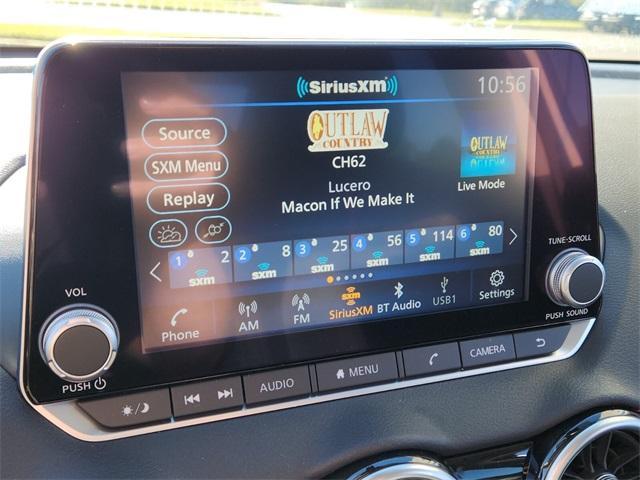 SiriusXM
10:56
OUTLAW
COUNTRY
CH62
OUTLAW
COUNTRY
Live Mode
Source
SXM Menu
Replay
Lucero
Macon If We Make It
1 2 2 8 3 25 4 56 5 114 6 80
sxm sxm sxm sxm sxm sxm
Phone AM FM SiriusXM BT Audio USB1 Settings
VOL
PUSH
TUNE·SCROLL
PUSH SOUND
AUDIO MENU CAMERA